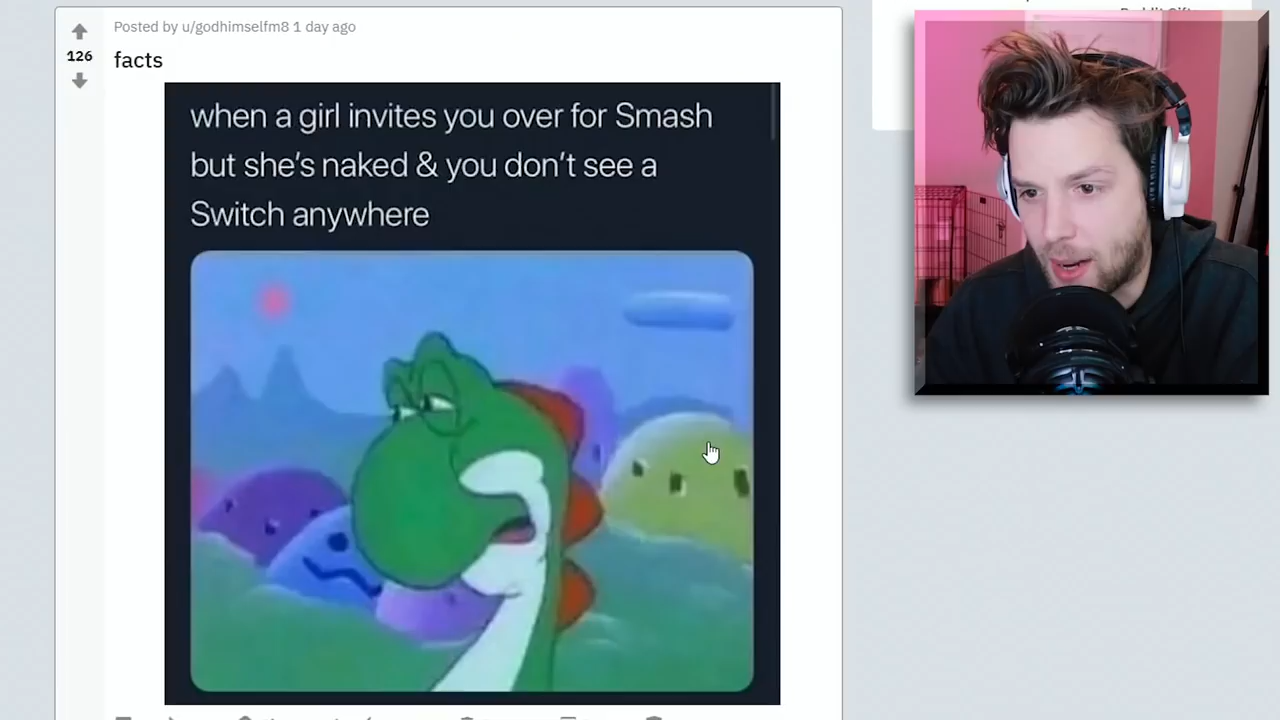 Posted by u/godhimselfm8 1 day ago
126
facts
when a girl invites you over for Smash
but she's naked & you don't see a
Switch anywhere